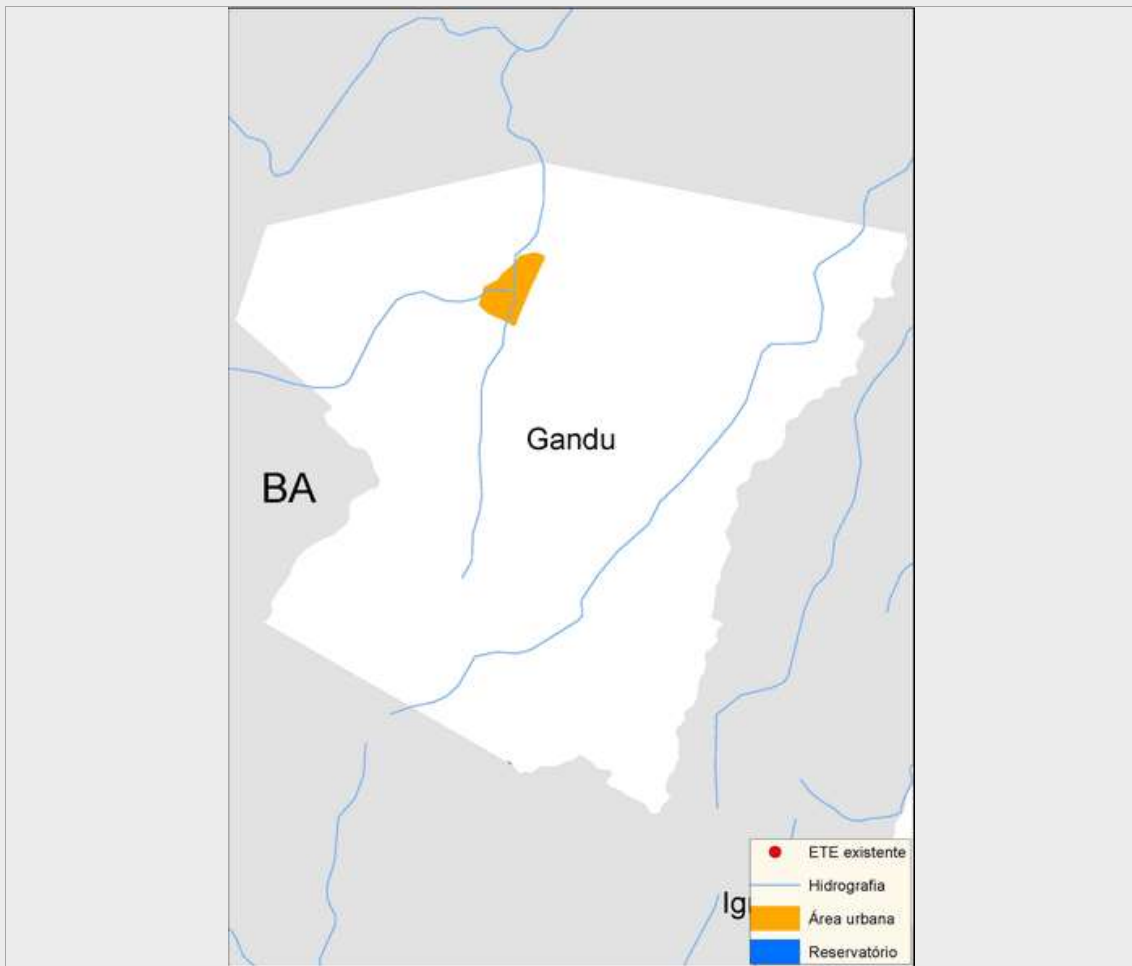 Gandu
BA
ETE existente
Hidrografia
Área urbana
Reservatório